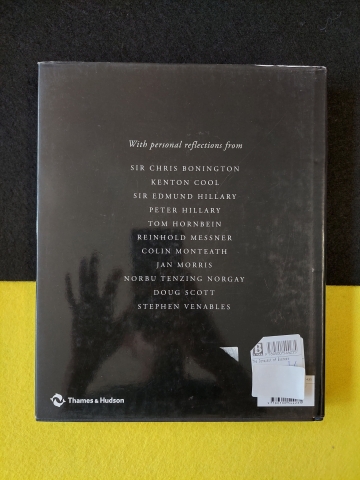 With personal reflections from
SIR CHRIS BONINGTON
KENTON COOL
SIR EDMUND HILLARY
PETER HILLARY
TOM HORNBEIN
REINHOLD MESSNER
COLIN MONTEATH
JAN MORRIS
NORBU TENZING NORGAY
DOUG SCOTT
STEPHEN VENABLES
Thames & Hudson